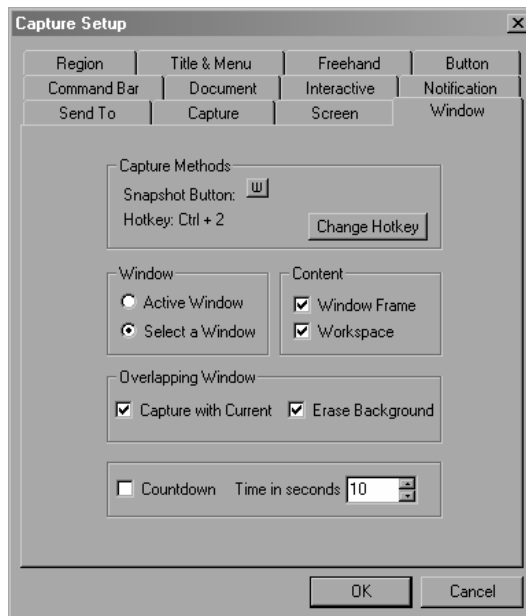 Capture Setup
Region Title & Menu Freehand Button
Command Bar Document Interactive Notification
Send To Capture Screen Window
Capture Methods
Snapshot Button: W
Hotkey: Ctrl + 2
Change Hotkey
Window
Active Window
Select a Window
Content
Window Frame
Workspace
Overlapping Window
Capture with Current Erase Background
Countdown Time in seconds 10
OK Cancel